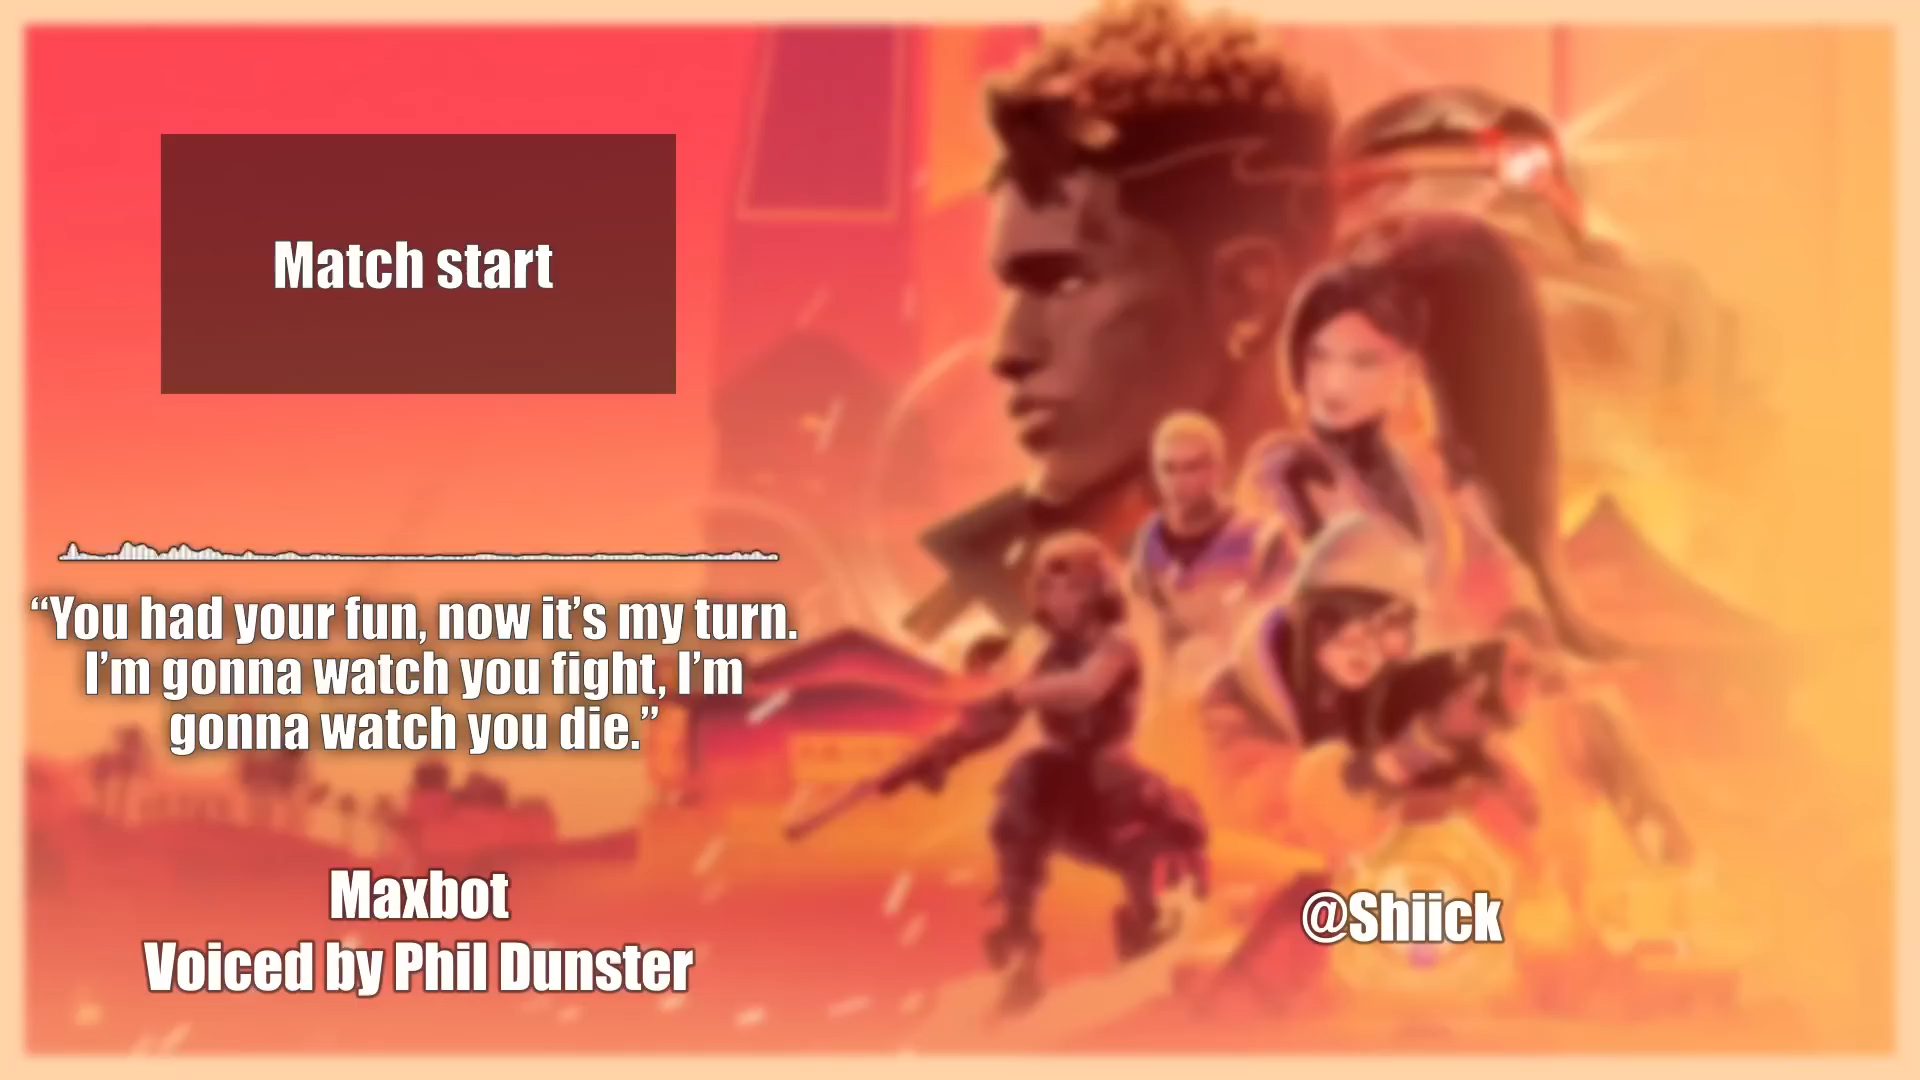 Match start
“You had your fun, now it’s my turn.
I’m gonna watch you fight, I’m
gonna watch you die.”
Maxbot
Voiced by Phil Dunster
@Shiick